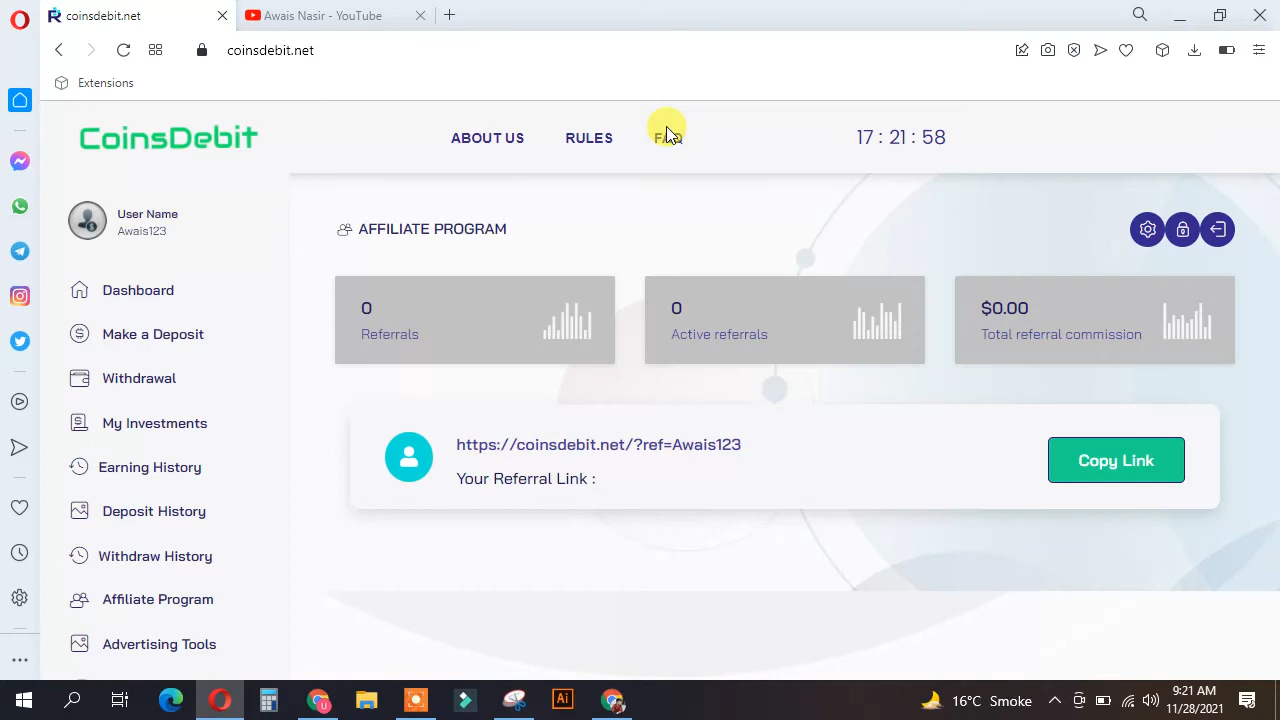 coinsdebit.net
Awais Nasir - YouTube
coinsdebit.net
Extensions
CoinsDebit
ABOUT US
RULES
FAQ
17 : 21 : 58
User Name
Awais123
AFFILIATE PROGRAM
Dashboard
Make a Deposit
Withdrawal
My Investments
Earning History
Deposit History
Withdraw History
Affiliate Program
Advertising Tools
0
Referrals
0
Active referrals
$0.00
Total referral commission
https://coinsdebit.net/?ref=Awais123
Your Referral Link :
Copy Link
U
Ai
16°C Smoke
9:21 AM
11/28/2021